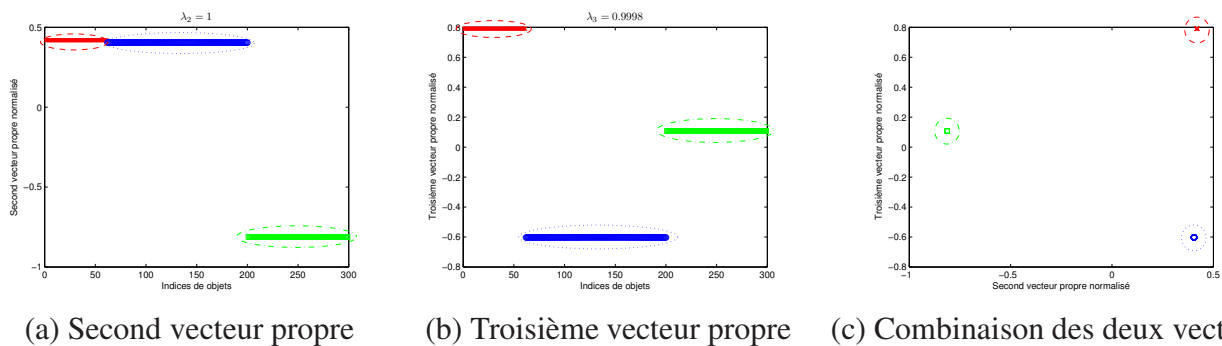 λ₂ = 1
0.5
0
−0.5
−1
0 50 100 150 200 250 300
Second vecteur propre normalisé
Indices de objets
(a) Second vecteur propre
λ₃ = 0.9998
0.8
0.6
0.4
0.2
0
−0.2
−0.4
−0.6
−0.8
0 50 100 150 200 250 300
Troisième vecteur propre normalisé
Indices de objets
(b) Troisième vecteur propre
0.8
0.6
0.4
0.2
0
−0.2
−0.4
−0.6
−0.8
−1 −0.5 0 0.5
Troisième vecteur propre normalisé
Second vecteur propre normalisé
(c) Combinaison des deux vect